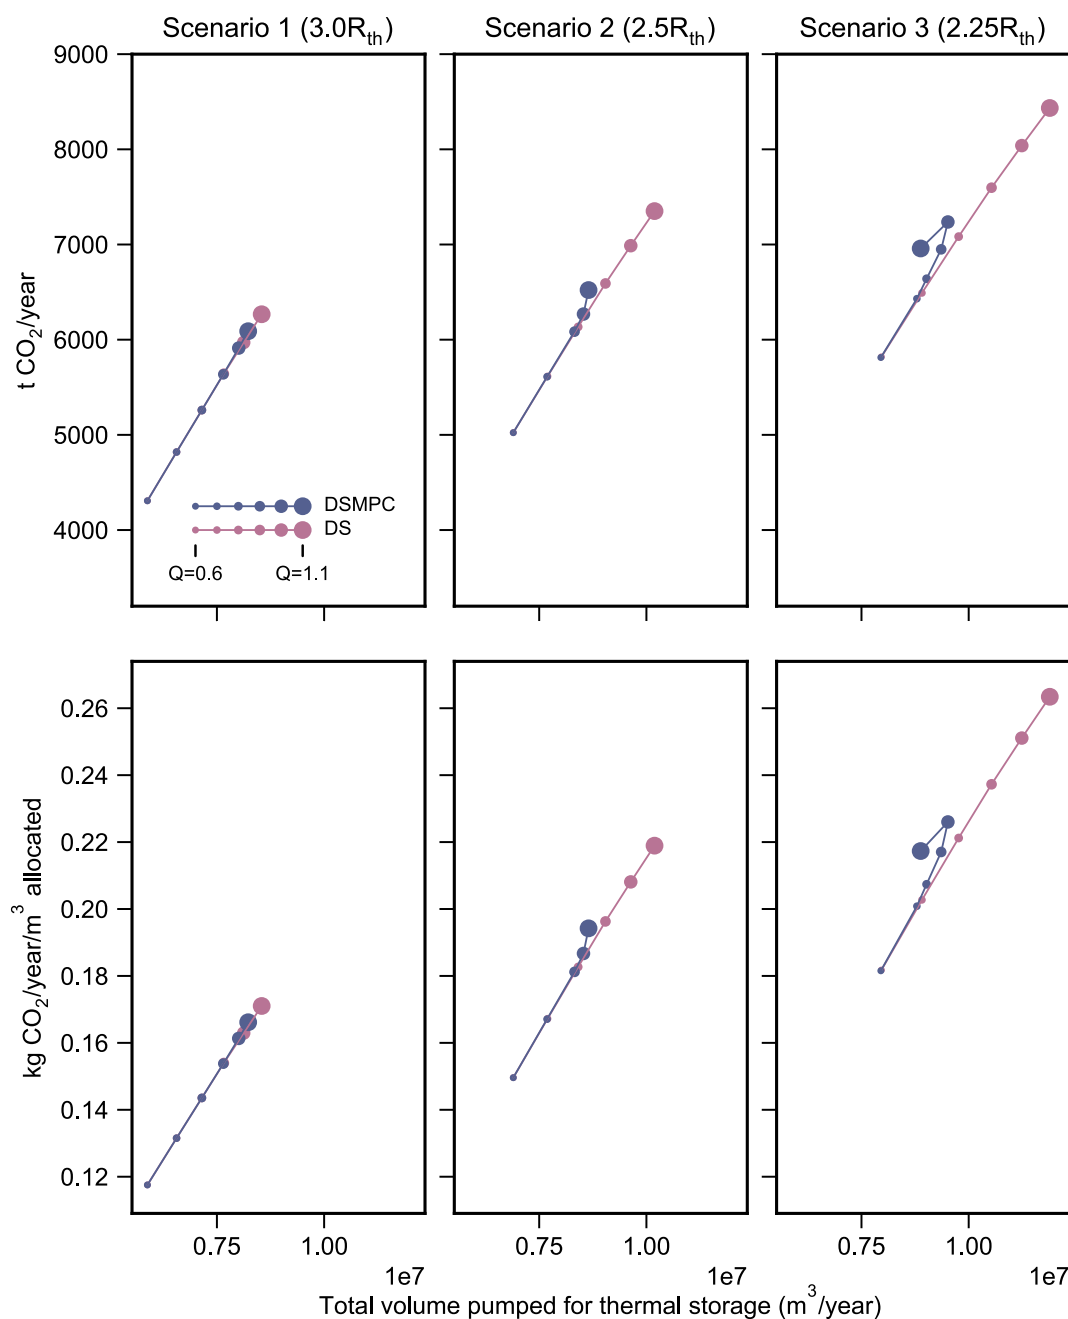 Scenario 1 (3.0R_th) Scenario 2 (2.5R_th) Scenario 3 (2.25R_th)
9000
8000
7000
6000
5000
4000
t CO₂/year
DSMPC
DS
Q=0.6 Q=1.1
0.26
0.24
0.22
0.20
0.18
0.16
0.14
0.12
kg CO₂/year/m³ allocated
0.75 1.00 0.75 1.00 0.75 1.00
1e7 1e7 1e7
Total volume pumped for thermal storage (m³/year)